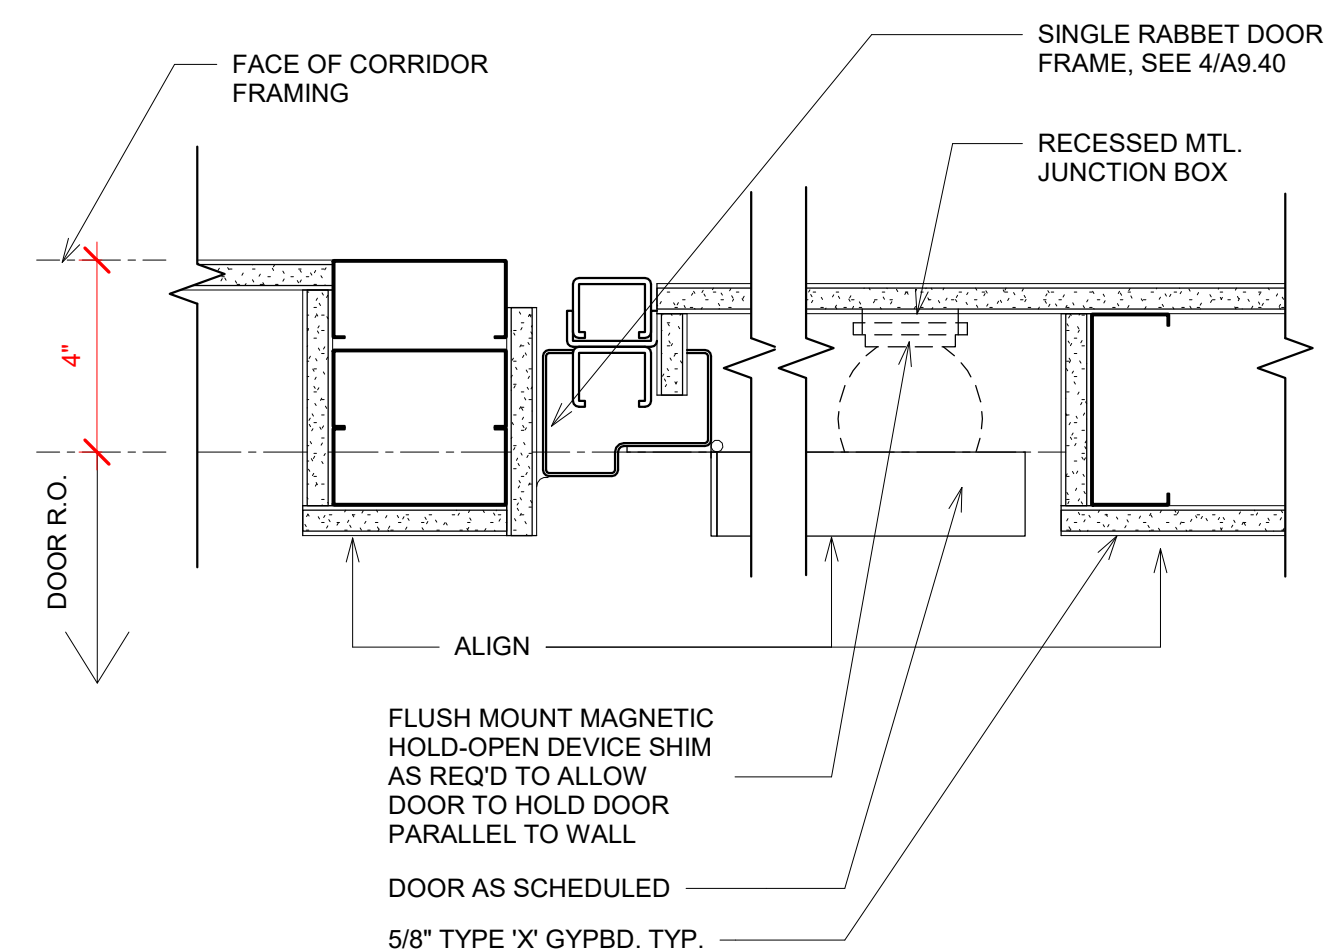 FACE OF CORRIDOR
FRAMING
SINGLE RABBET DOOR
FRAME, SEE 4/A9.40
RECESSED MTL.
JUNCTION BOX
4"
DOOR R.O.
ALIGN
FLUSH MOUNT MAGNETIC
HOLD-OPEN DEVICE SHIM
AS REQ'D TO ALLOW
DOOR TO HOLD DOOR
PARALLEL TO WALL
DOOR AS SCHEDULED
5/8" TYPE 'X' GYPBD. TYP.